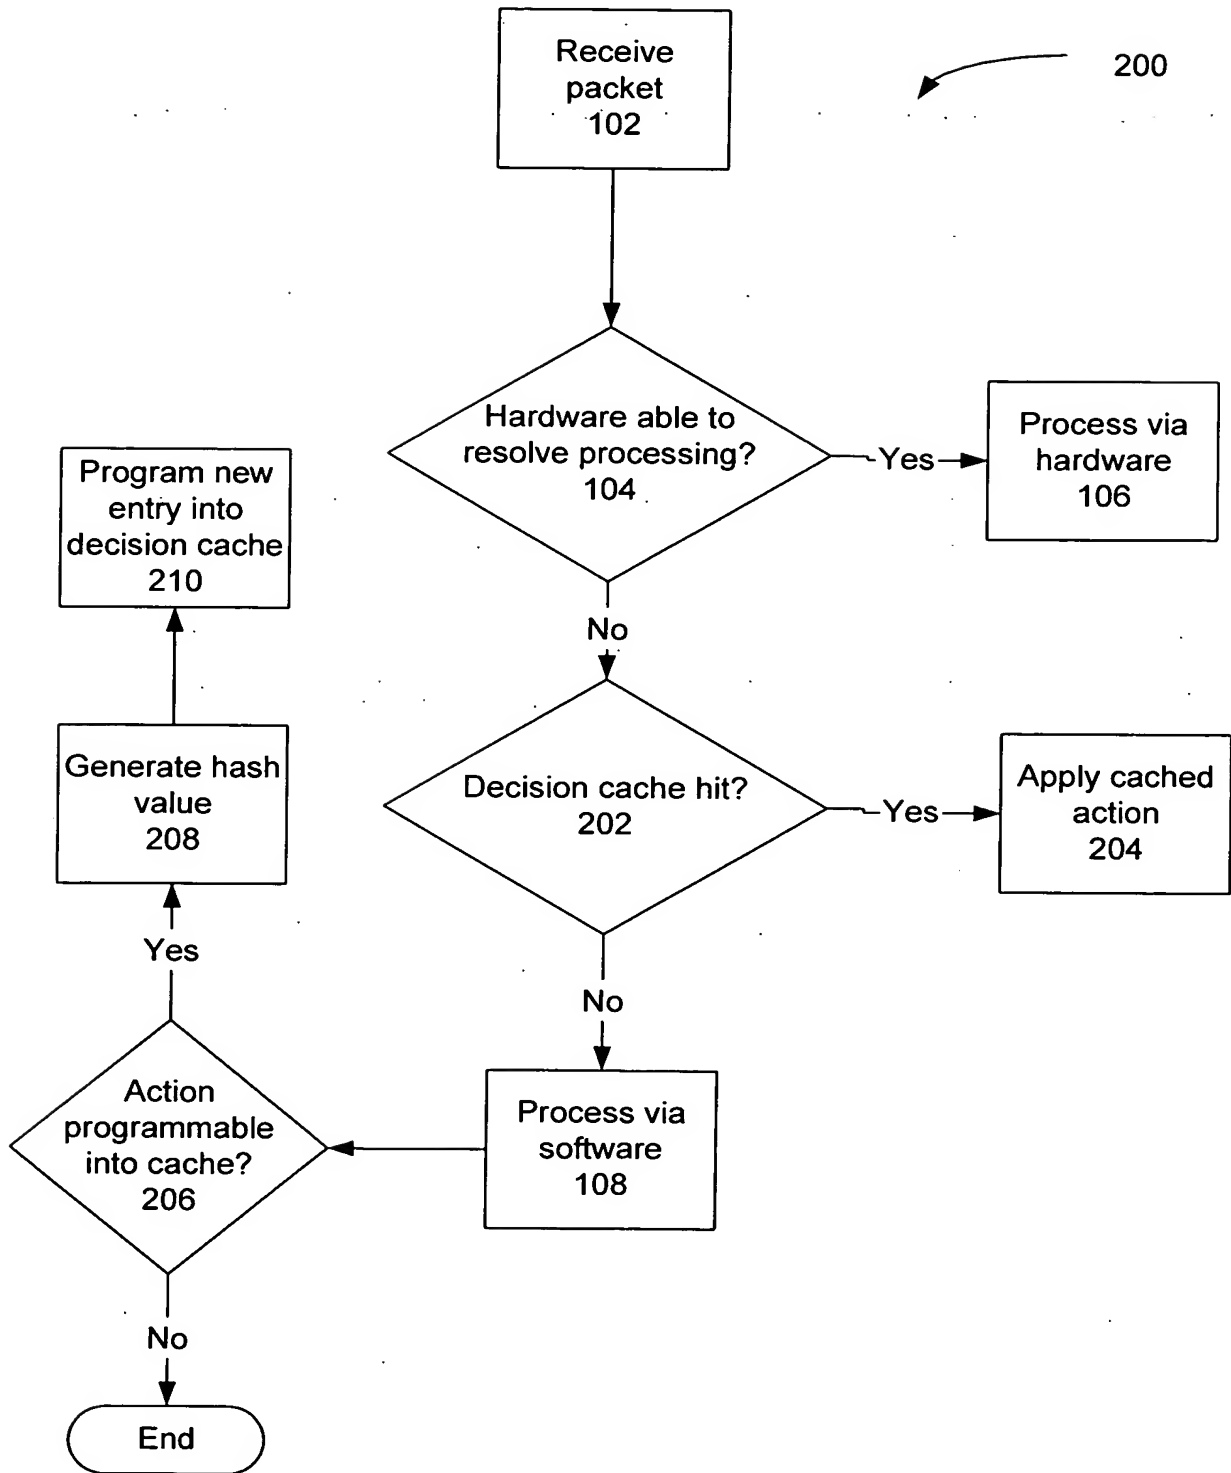 Receive
packet
102
200
Hardware able to
resolve processing?
104
Yes
Process via
hardware
106
No
Decision cache hit?
202
Yes
Apply cached
action
204
No
Process via
software
108
Action
programmable
into cache?
206
Yes
Generate hash
value
208
Program new
entry into
decision cache
210
No
End